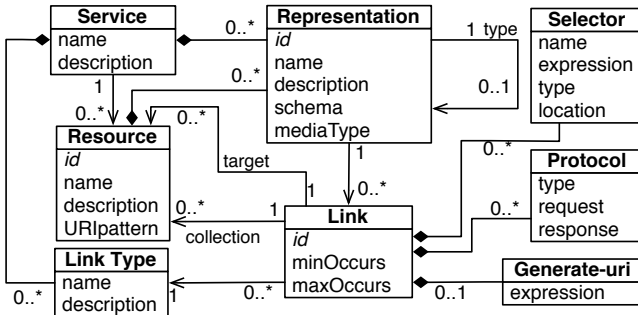 Service
name
description
Representation
id
name
description
schema
mediaType
Selector
name
expression
type
location
0..*
0..*
1 type
0..1
1
0..*
0..*
Resource
id
name
description
URIpattern
target
1
0..*
0..*
Protocol
type
request
response
0..*
0..*
1
1
collection
Link
id
minOccurs
maxOccurs
Link Type
name
description
0..*
1
0..*
0..1
Generate-uri
expression